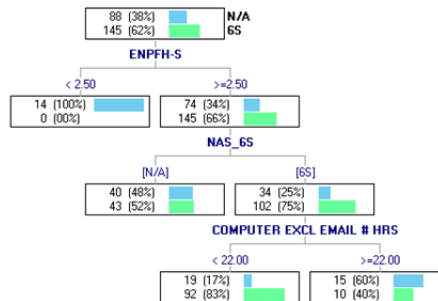 88 (38%) N/A
145 (62%) 6S
ENPFH-S
< 2.50 >=2.50
14 (100%) 74 (34%)
0 (00%) 145 (66%)
NAS_6S
[N/A] [6S]
40 (48%) 34 (25%)
43 (52%) 102 (75%)
COMPUTER EXCL EMAIL # HRS
< 22.00 >=22.00
19 (17%) 15 (60%)
92 (83%) 10 (40%)